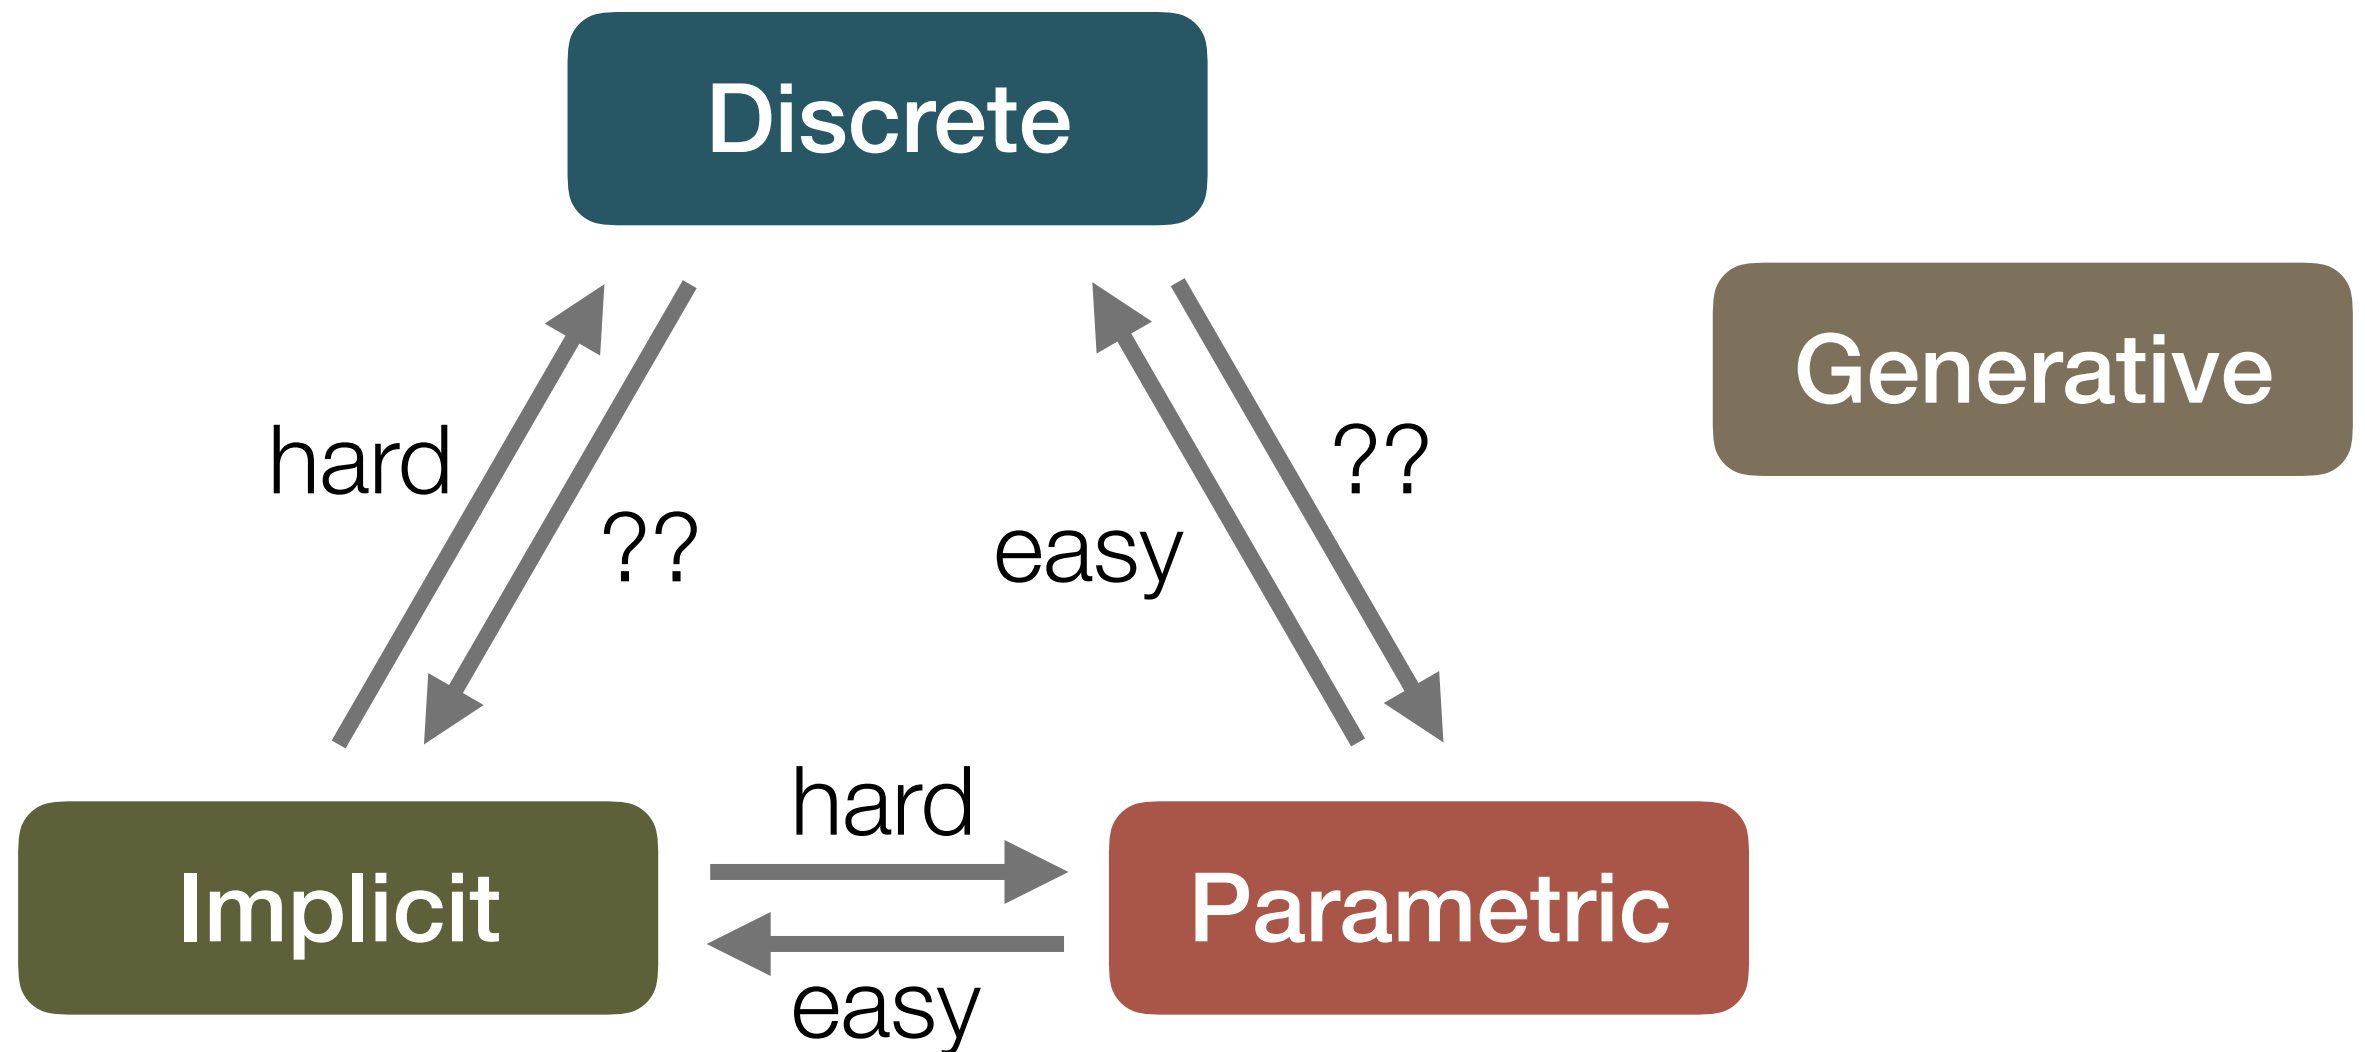 Discrete
Generative
hard
??
??
easy
hard
Implicit
Parametric
easy